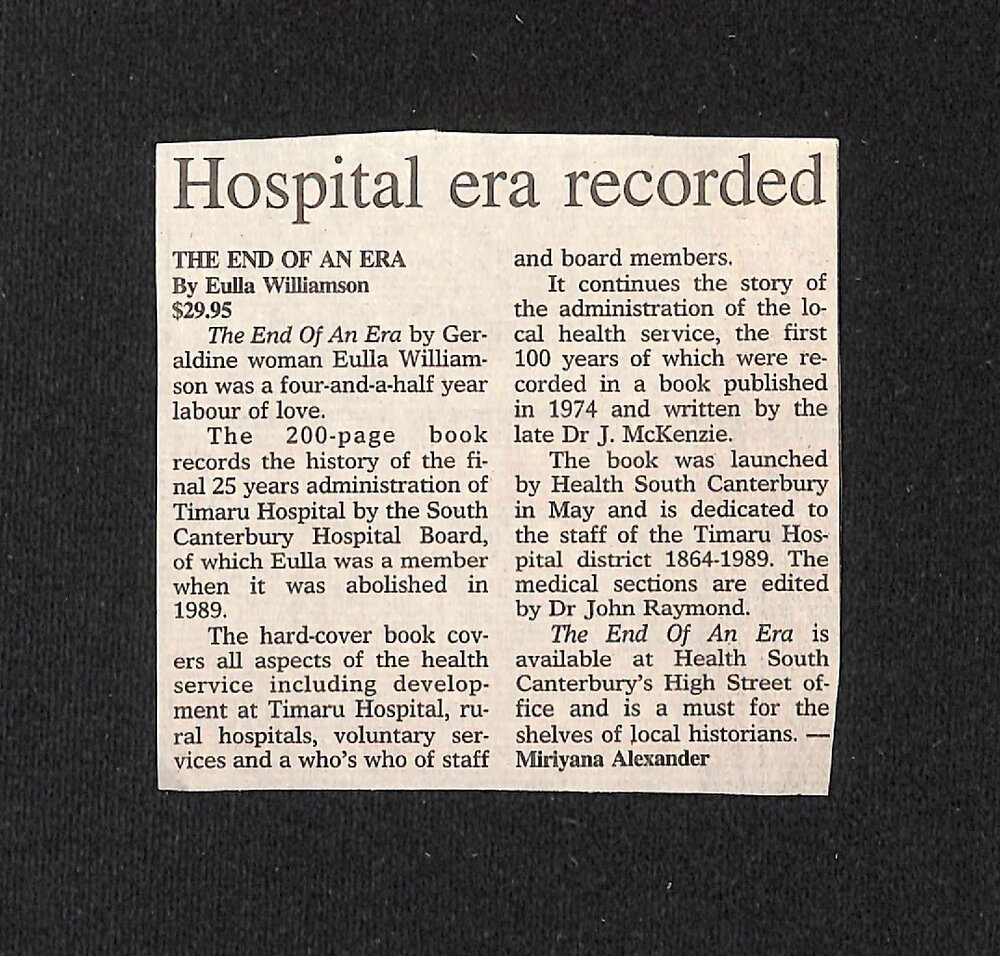 Hospital era recorded
THE END OF AN ERA
By Eulla Williamson
$29.95
The End Of An Era by Ger-
aldine woman Eulla William-
son was a four-and-a-half year
labour of love.
The 200-page book
records the history of the fi-
nal 25 years administration of
Timaru Hospital by the South
Canterbury Hospital Board,
of which Eulla was a member
when it was abolished in
1989.
The hard-cover book cov-
ers all aspects of the health
service including develop-
ment at Timaru Hospital, ru-
ral hospitals, voluntary ser-
vices and a who's who of staff
and board members.
It continues the story of
the administration of the lo-
cal health service, the first
100 years of which were re-
corded in a book published
in 1974 and written by the
late Dr J. McKenzie.
The book was launched
by Health South Canterbury
in May and is dedicated to
the staff of the Timaru Hos-
pital district 1864-1989. The
medical sections are edited
by Dr John Raymond.
The End Of An Era is
available at Health South
Canterbury's High Street of-
fice and is a must for the
shelves of local historians. —
Miriyana Alexander